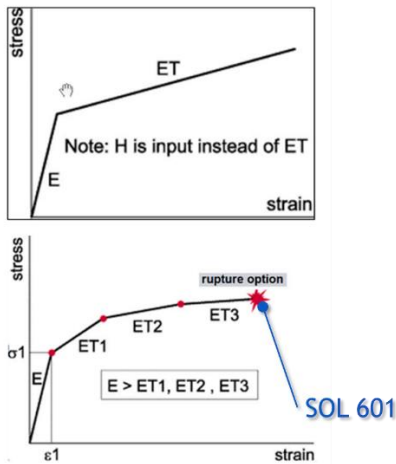 stress
ET
Note: H is input instead of ET
E
strain
stress
rupture option
ET3
ET2
σ1
ET1
E
E > ET1, ET2 , ET3
SOL 601
ε1
strain